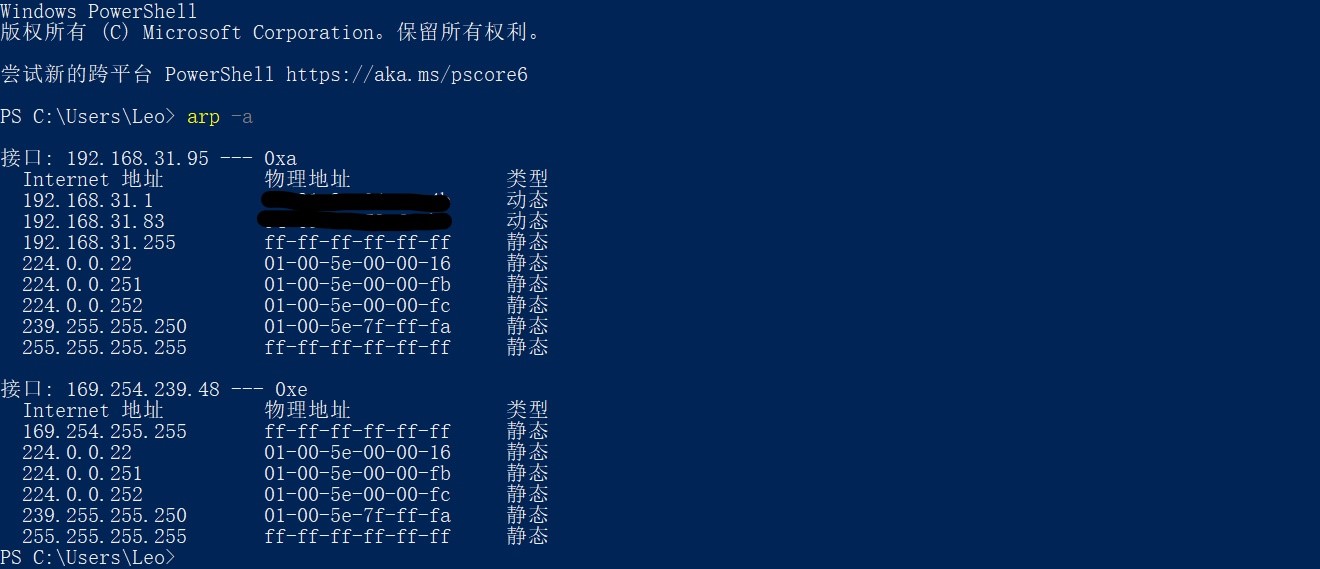 Windows PowerShell
版权所有 (C) Microsoft Corporation。保留所有权利。
尝试新的跨平台 PowerShell https://aka.ms/pscore6
PS C:\Users\Leo> arp -a
接口: 192.168.31.95 --- 0xa
  Internet 地址         物理地址              类型
  192.168.31.1                                动态
  192.168.31.83                               动态
  192.168.31.255        ff-ff-ff-ff-ff-ff     静态
  224.0.0.22            01-00-5e-00-00-16     静态
  224.0.0.251           01-00-5e-00-00-fb     静态
  224.0.0.252           01-00-5e-00-00-fc     静态
  239.255.255.250       01-00-5e-7f-ff-fa     静态
  255.255.255.255       ff-ff-ff-ff-ff-ff     静态
接口: 169.254.239.48 --- 0xe
  Internet 地址         物理地址              类型
  169.254.255.255       ff-ff-ff-ff-ff-ff     静态
  224.0.0.22            01-00-5e-00-00-16     静态
  224.0.0.251           01-00-5e-00-00-fb     静态
  224.0.0.252           01-00-5e-00-00-fc     静态
  239.255.255.250       01-00-5e-7f-ff-fa     静态
  255.255.255.255       ff-ff-ff-ff-ff-ff     静态
PS C:\Users\Leo>